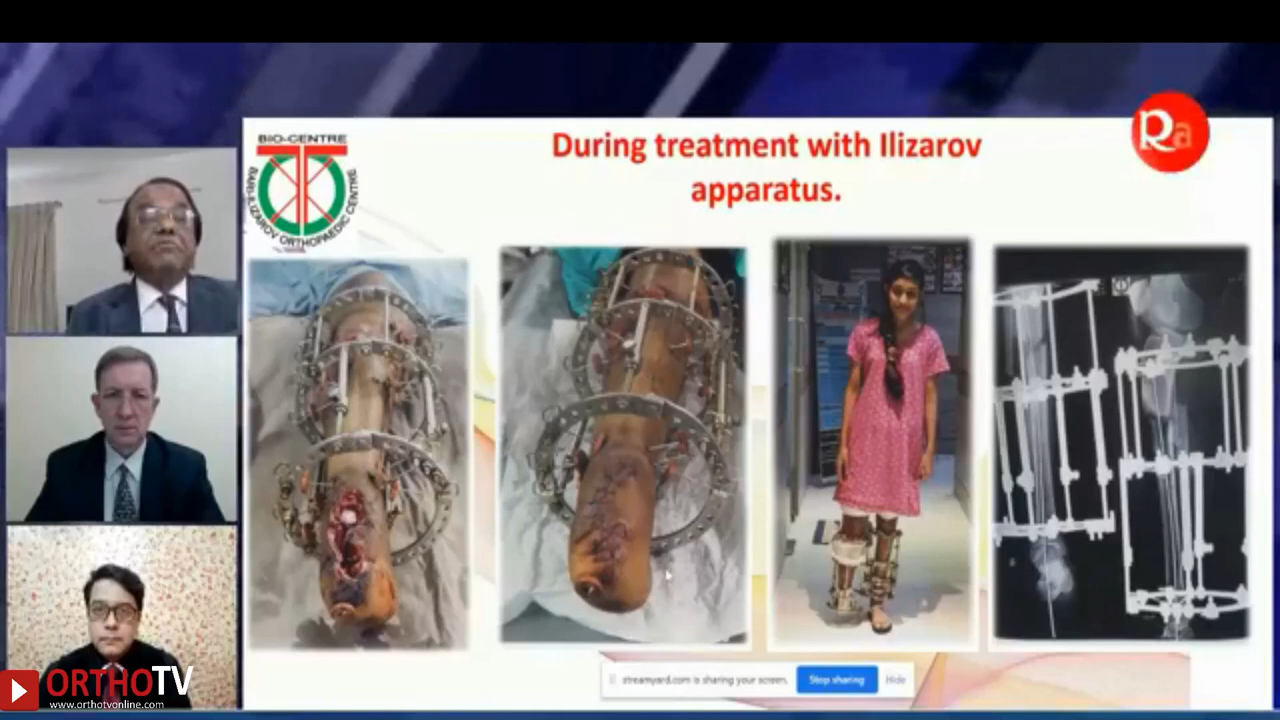 BIO-CENTRE
BARI-ILIZAROV ORTHOPAEDIC CENTRE
During treatment with Ilizarov
apparatus.
Ra
streamyard.com is sharing your screen.
Stop sharing
Hide
ORTHOTV
www.orthotvonline.com